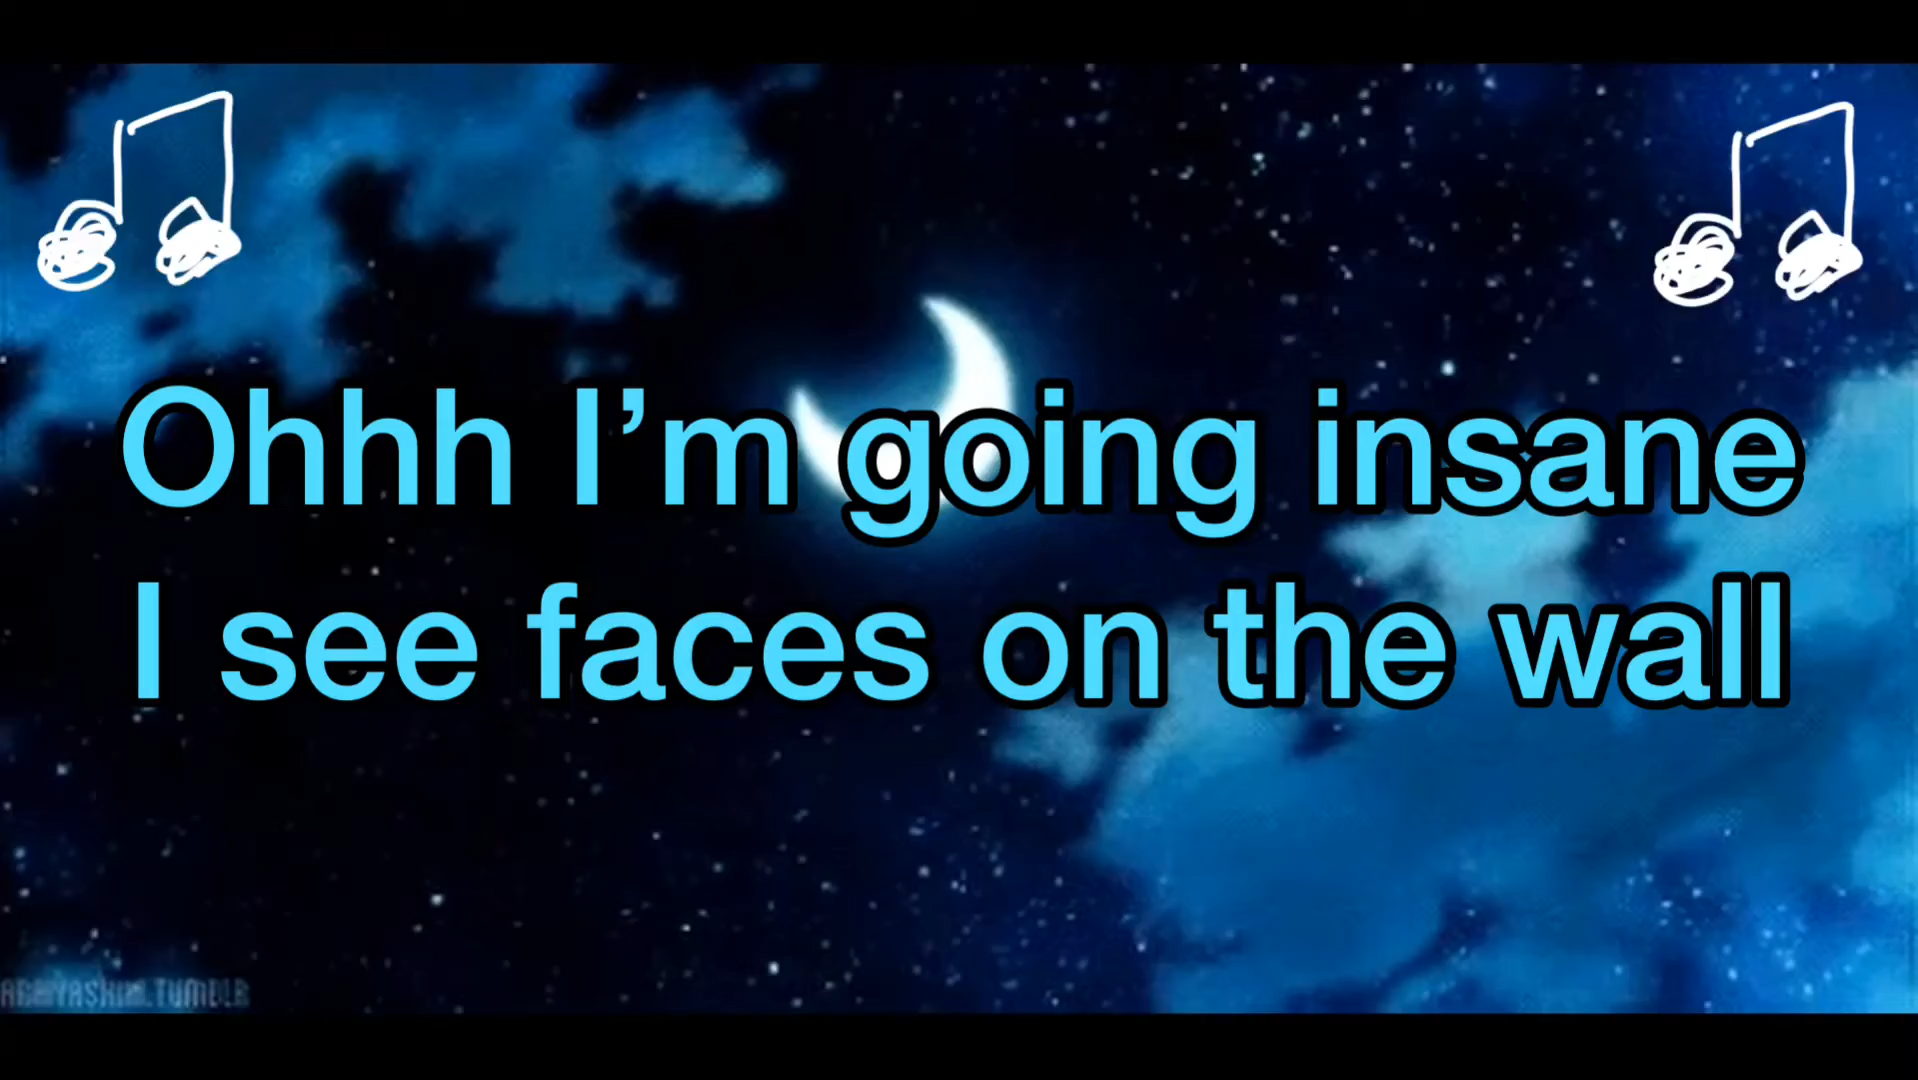 Ohhh I’m going insane
I see faces on the wall